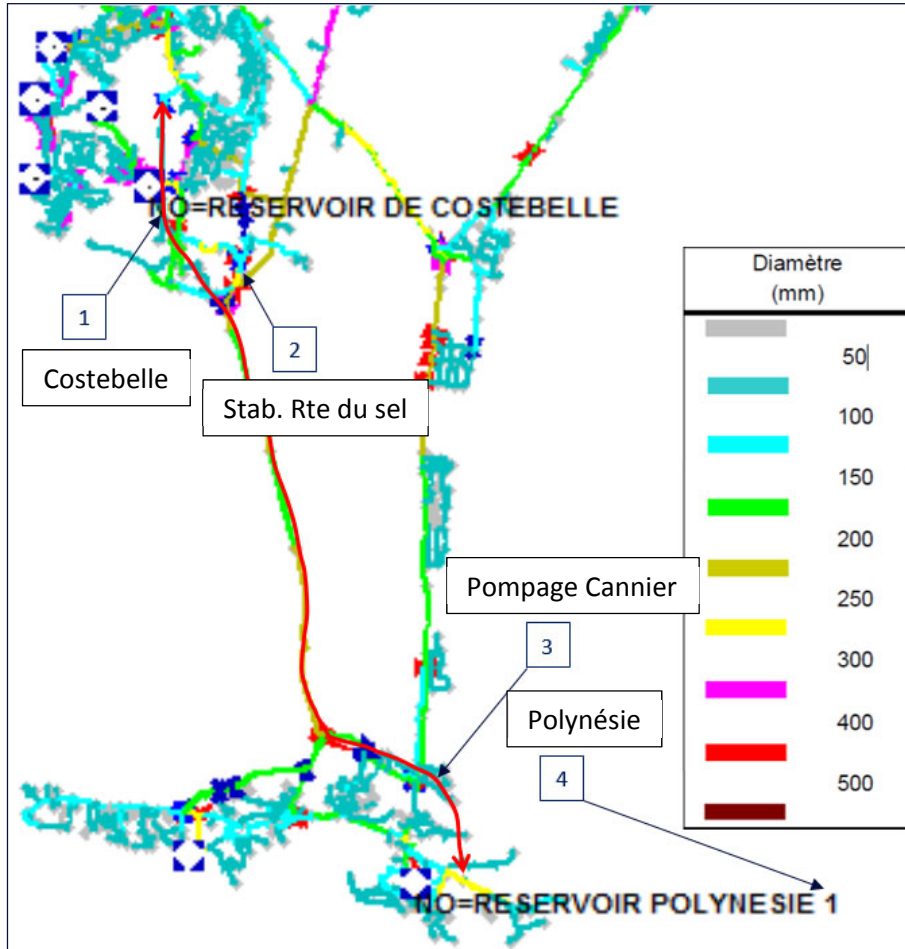 NO=RESERVOIR DE COSTEBELLE
1
Costebelle
2
Stab. Rte du sel
Diamètre
(mm)
50
100
150
200
250
300
400
500
Pompage Cannier
3
Polynésie
4
NO=RESERVOIR POLYNESIE 1